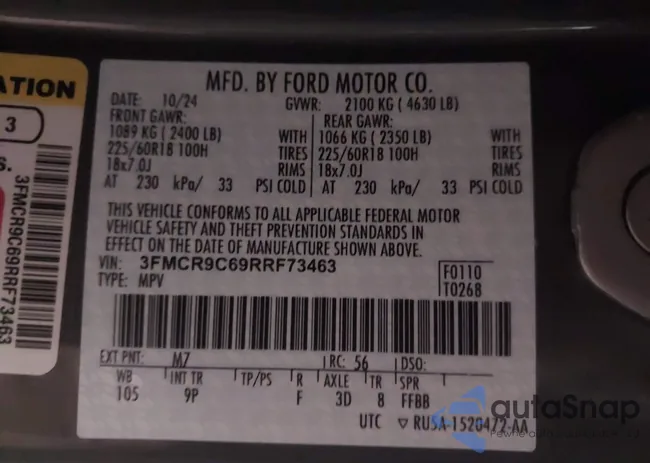 ATION
3
S.
3FMCR9C69RRF73463
MFD. BY FORD MOTOR CO.
DATE: 10/24 GVWR: 2100 KG ( 4630 LB)
FRONT GAWR: REAR GAWR:
1089 KG ( 2400 LB) WITH 1066 KG ( 2350 LB) WITH
225/60R18 100H TIRES 225/60R18 100H TIRES
18x7.0J RIMS 18x7.0J RIMS
AT 230 kPa/ 33 PSI COLD AT 230 kPa/ 33 PSI COLD
THIS VEHICLE CONFORMS TO ALL APPLICABLE FEDERAL MOTOR
VEHICLE SAFETY AND THEFT PREVENTION STANDARDS IN
EFFECT ON THE DATE OF MANUFACTURE SHOWN ABOVE.
VIN: 3FMCR9C69RRF73463 F0110
TYPE: MPV T0268
EXT PNT: M7 RC: 56 DSO:
WB INT TR TP/PS R AXLE TR SPR
105 9P F 3D 8 FFBB
UTC ▽ RU5A-1520472-AA
autoSnap